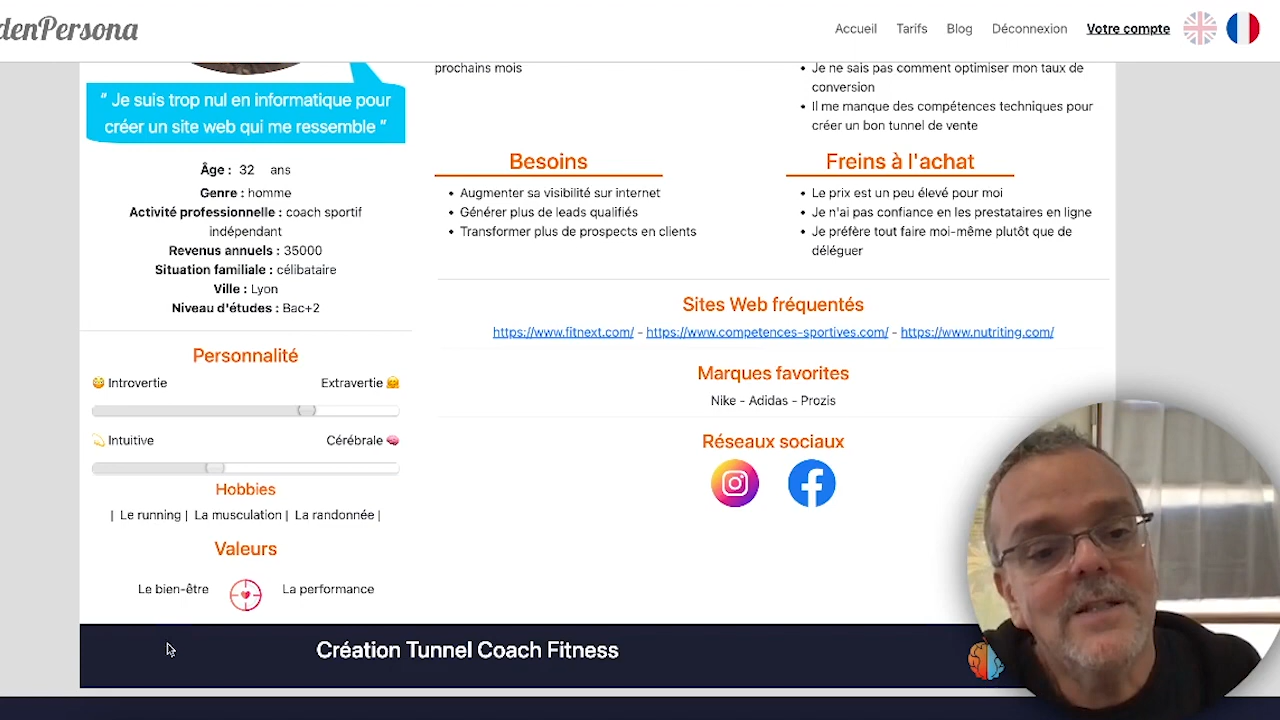 denPersona
Accueil
Tarifs
Blog
Déconnexion
Votre compte
“ Je suis trop nul en informatique pour
créer un site web qui me ressemble ”
Âge : 32 ans
Genre : homme
Activité professionnelle : coach sportif
indépendant
Revenus annuels : 35000
Situation familiale : célibataire
Ville : Lyon
Niveau d'études : Bac+2
Personnalité
Introvertie
Extravertie
Intuitive
Cérébrale
Hobbies
| Le running | La musculation | La randonnée |
Valeurs
Le bien-être
La performance
prochains mois
• Je ne sais pas comment optimiser mon taux de
conversion
• Il me manque des compétences techniques pour
créer un bon tunnel de vente
Besoins
• Augmenter sa visibilité sur internet
• Générer plus de leads qualifiés
• Transformer plus de prospects en clients
Freins à l'achat
• Le prix est un peu élevé pour moi
• Je n'ai pas confiance en les prestataires en ligne
• Je préfère tout faire moi-même plutôt que de
déléguer
Sites Web fréquentés
https://www.fitnext.com/ - https://www.competences-sportives.com/ - https://www.nutriting.com/
Marques favorites
Nike - Adidas - Prozis
Réseaux sociaux
Création Tunnel Coach Fitness